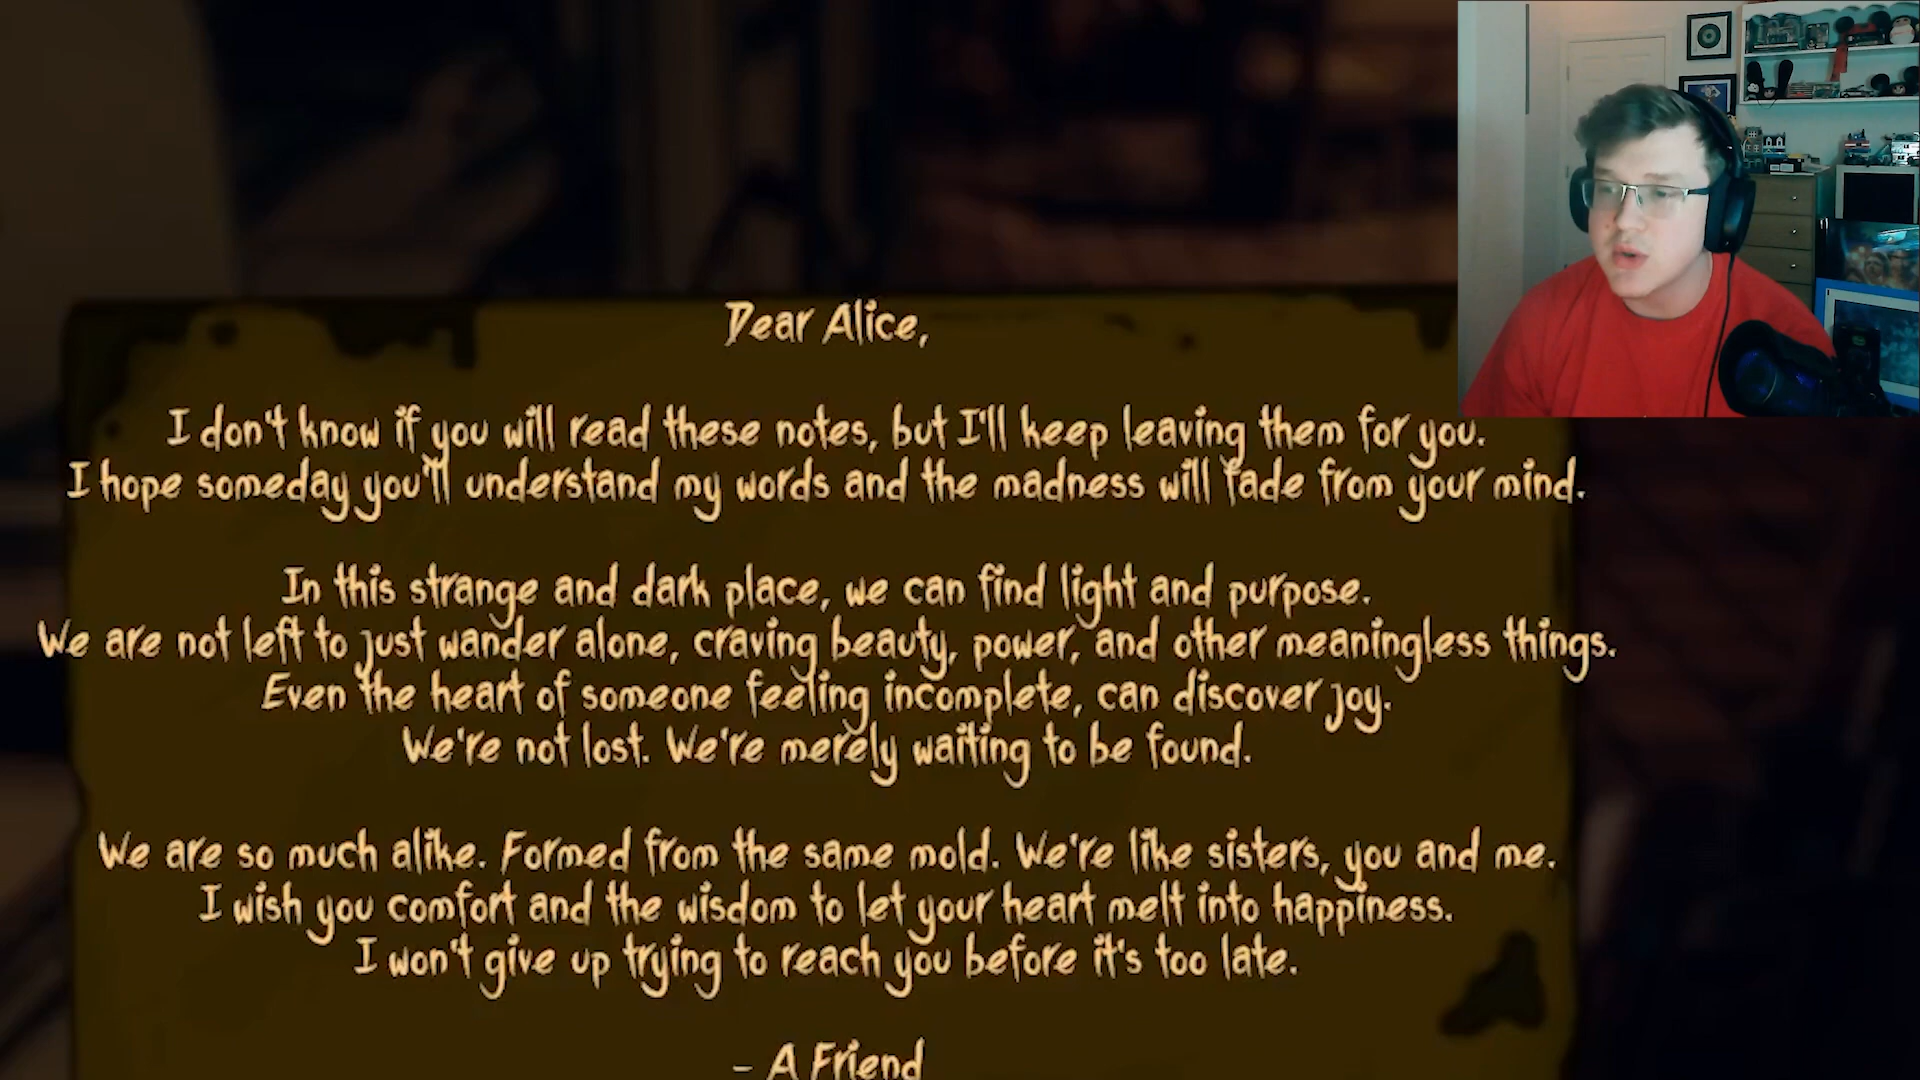 Dear Alice,
I don't know if you will read these notes, but I'll keep leaving them for you.
I hope someday you'll understand my words and the madness will fade from your mind.
In this strange and dark place, we can find light and purpose.
We are not left to just wander alone, craving beauty, power, and other meaningless things.
Even the heart of someone feeling incomplete, can discover joy.
We're not lost. We're merely waiting to be found.
We are so much alike. Formed from the same mold. We're like sisters, you and me.
I wish you comfort and the wisdom to let your heart melt into happiness.
I won't give up trying to reach you before it's too late.
- A Friend